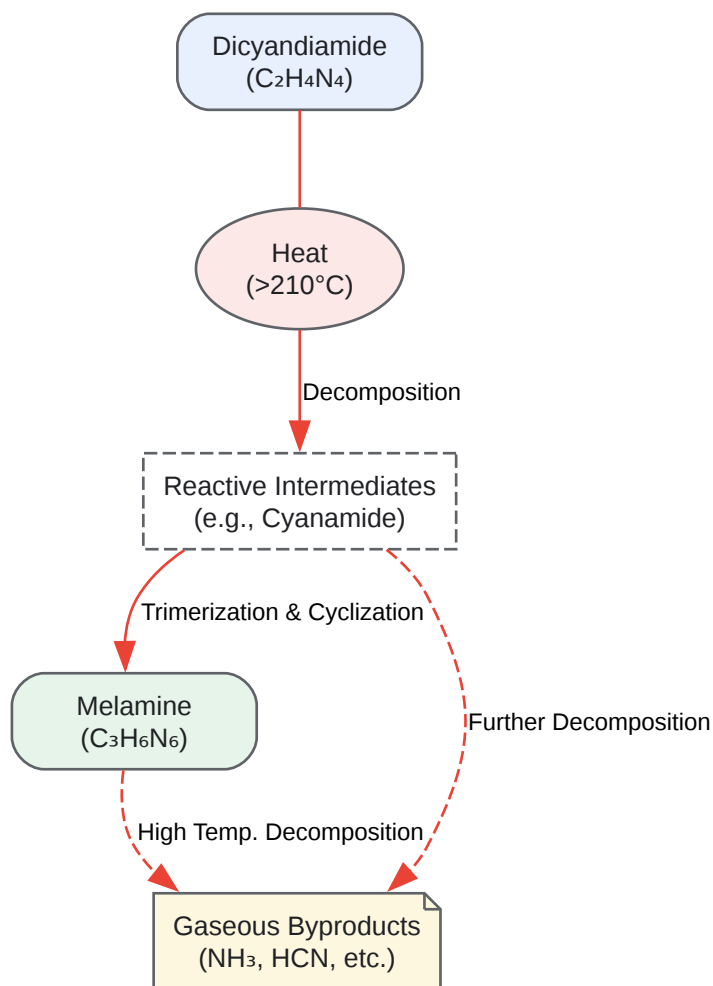 Dicyandiamide
(C₂H₄N₄)
Heat
(>210°C)
Decomposition
Reactive Intermediates
(e.g., Cyanamide)
Trimerization & Cyclization
Melamine
(C₃H₆N₆)
Further Decomposition
High Temp. Decomposition
Gaseous Byproducts
(NH₃, HCN, etc.)